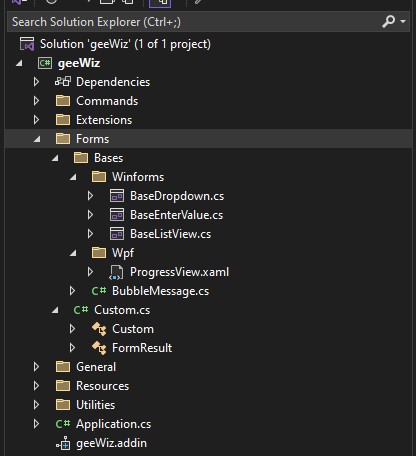 Search Solution Explorer (Ctrl+;)
Solution 'geeWiz' (1 of 1 project)
C# geeWiz
Dependencies
Commands
Extensions
Forms
Bases
Winforms
BaseDropdown.cs
BaseEnterValue.cs
BaseListView.cs
Wpf
ProgressView.xaml
C# BubbleMessage.cs
C# Custom.cs
Custom
FormResult
General
Resources
Utilities
C# Application.cs
geeWiz.addin